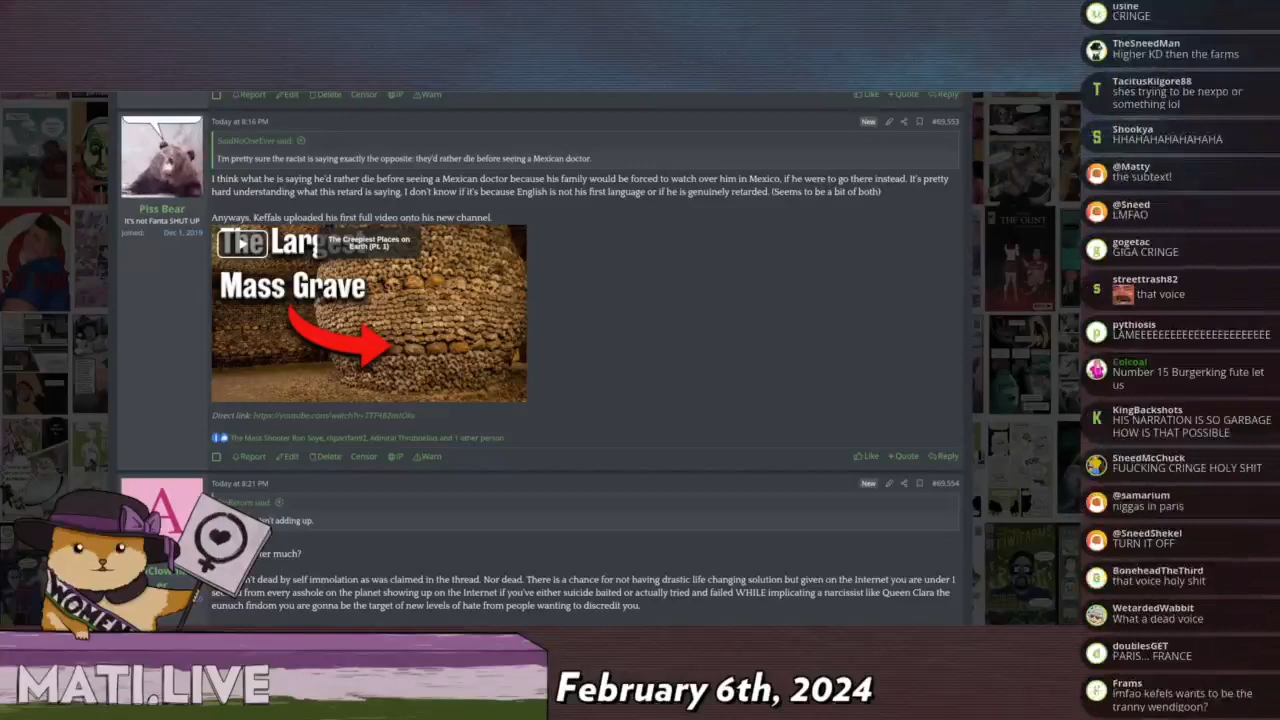 Report Edit Delete Censor IP Warn
Like + Quote Reply
Today at 8:16 PM
New
#69,553
SaidNoOneEver said:
I'm pretty sure the racist is saying exactly the opposite: they'd rather die before seeing a Mexican doctor.
I think what he is saying he'd rather die before seeing a Mexican doctor because his family would be forced to watch over him in Mexico, if he were to go there instead. It's pretty
hard understanding what this retard is saying, I don't know if it's because English is not his first language or if he is genuinely retarded. (Seems to be a bit of both)
Piss Bear
It's not Fanta SHUT UP
Joined: Dec 1, 2019
Anyways, Keffals uploaded his first full video onto his new channel.
The Larg
The Creepiest Places on
Earth (Pt. 1)
Mass Grave
Direct link:
and 1 other person
Report Edit Delete Censor IP Warn
Like + Quote Reply
Today at 8:21 PM
New
#69,554
said:
n't adding up.
er much?
n't dead by self immolation as was claimed in the thread. Nor dead. There is a chance for not having drastic life changing solution but given on the Internet you are under 1
from every asshole on the planet showing up on the Internet if you've either suicide baited or actually tried and failed WHILE implicating a narcissist like Queen Clara the
eunuch findom you are gonna be the target of new levels of hate from people wanting to discredit you.
A
WOMEN
MATI.LIVE
February 6th, 2024
usine
CRINGE
TheSneedMan
Higher KD then the farms
TacitusKilgore88
shes trying to be nexpo or
something lol
Shookya
HHAHAHAHAHAHA
@Matty
the subtext!
@Sneed
LMFAO
gogetac
GIGA CRINGE
streettrash82
that voice
pythiosis
LAMEEEEEEEEEEEEEEEEEEEEEE
Colcoal
Number 15 Burgerking fute let
us
KingBackshots
HIS NARRATION IS SO GARBAGE
HOW IS THAT POSSIBLE
SneedMcChuck
FUUCKING CRINGE HOLY SHIT
@samarium
niggas in paris
@SneedShekel
TURN IT OFF
BoneheadTheThird
that voice holy shit
WetardedWabbit
What a dead voice
doublesGET
PARIS... FRANCE
Frams
lmfao kefels wants to be the
tranny wendigoon?